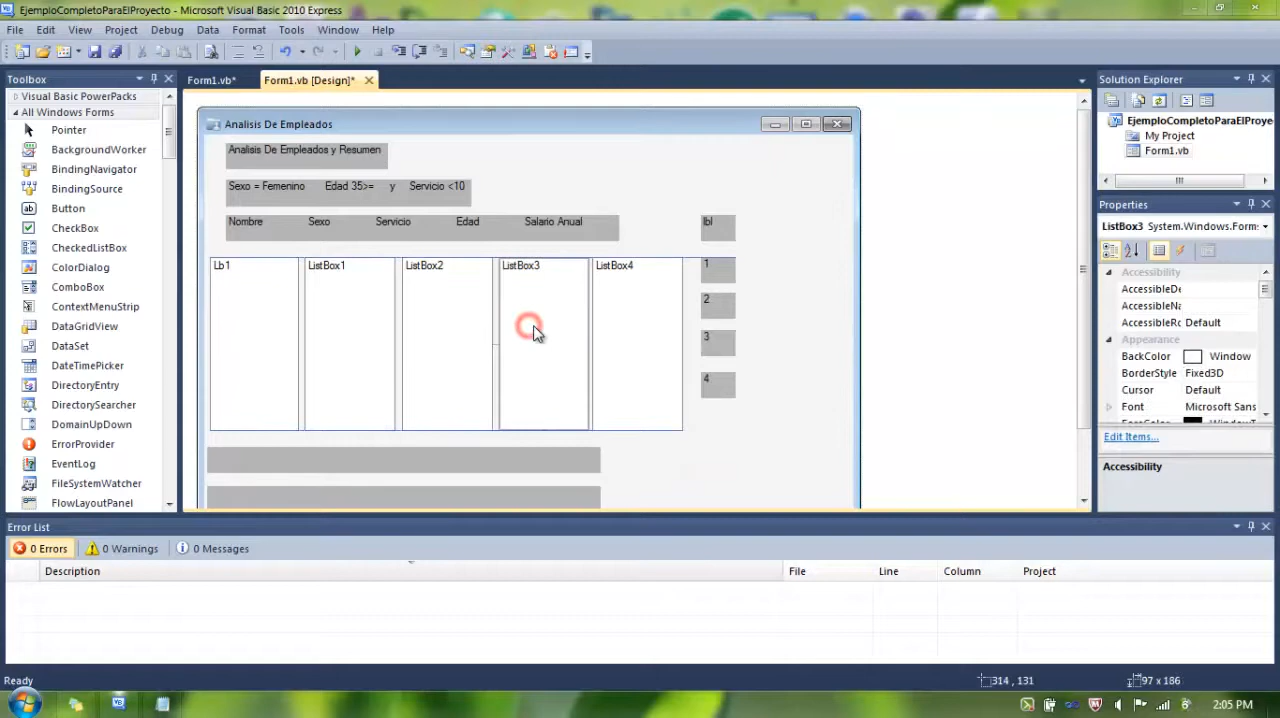 EjemploCompletoParaElProyecto - Microsoft Visual Basic 2010 Express
File Edit View Project Debug Data Format Tools Window Help
Toolbox
Visual Basic PowerPacks
All Windows Forms
Pointer
BackgroundWorker
BindingNavigator
BindingSource
Button
CheckBox
CheckedListBox
ColorDialog
ComboBox
ContextMenuStrip
DataGridView
DataSet
DateTimePicker
DirectoryEntry
DirectorySearcher
DomainUpDown
ErrorProvider
EventLog
FileSystemWatcher
FlowLayoutPanel
Form1.vb* Form1.vb [Design]*
Analisis De Empleados
Analisis De Empleados y Resumen
Sexo = Femenino Edad 35>= y Servicio <10
Nombre Sexo Servicio Edad Salario Anual lbl
Lb1 ListBox1 ListBox2 ListBox3 ListBox4 1
2
3
4
Solution Explorer
EjemploCompletoParaElProyec
My Project
Form1.vb
Properties
ListBox3 System.Windows.Form:
Accessibility
AccessibleDe
AccessibleNa
AccessibleRo Default
Appearance
BackColor Window
BorderStyle Fixed3D
Cursor Default
Font Microsoft Sans
Edit Items...
Accessibility
Error List
0 Errors 0 Warnings 0 Messages
Description File Line Column Project
Ready 314 , 131 97 x 186
2:05 PM